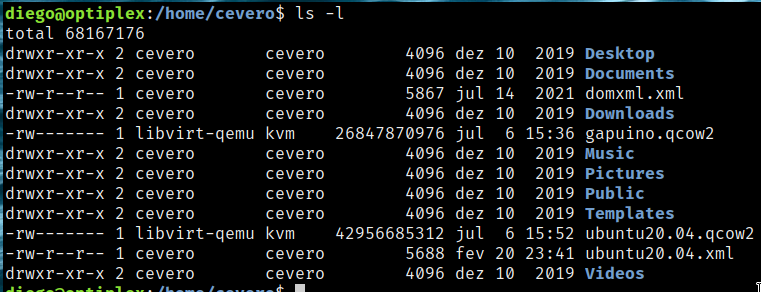 diego@optiplex:/home/cevero$ ls -l
total 68167176
drwxr-xr-x 2 cevero       cevero        4096 dez 10  2019 Desktop
drwxr-xr-x 2 cevero       cevero        4096 dez 10  2019 Documents
-rw-r--r-- 1 cevero       cevero        5867 jul 14  2021 domxml.xml
drwxr-xr-x 2 cevero       cevero        4096 dez 10  2019 Downloads
-rw------- 1 libvirt-qemu kvm    26847870976 jul  6 15:36 gapuino.qcow2
drwxr-xr-x 2 cevero       cevero        4096 dez 10  2019 Music
drwxr-xr-x 2 cevero       cevero        4096 dez 10  2019 Pictures
drwxr-xr-x 2 cevero       cevero        4096 dez 10  2019 Public
drwxr-xr-x 2 cevero       cevero        4096 dez 10  2019 Templates
-rw------- 1 libvirt-qemu kvm    42956685312 jul  6 15:52 ubuntu20.04.qcow2
-rw-r--r-- 1 cevero       cevero        5688 fev 20 23:41 ubuntu20.04.xml
drwxr-xr-x 2 cevero       cevero        4096 dez 10  2019 Videos
diego@optiplex:/home/cevero$